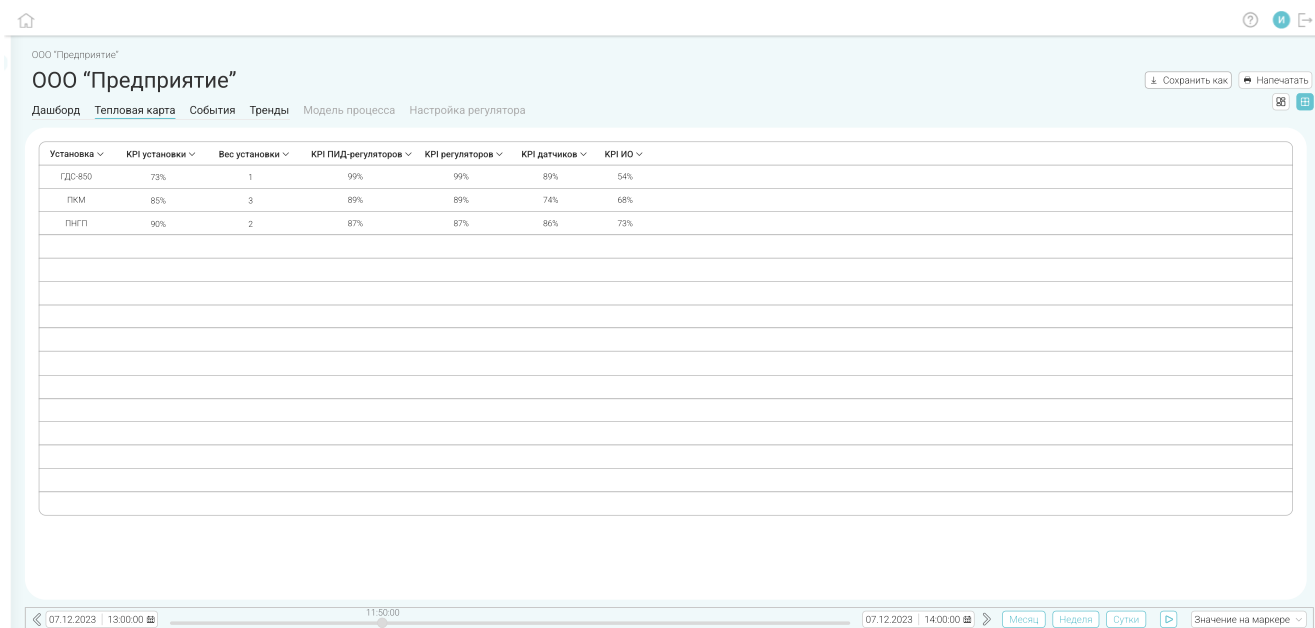 И
ООО "Предприятие"
ООО “Предприятие”
Сохранить как Напечатать
Дашборд Тепловая карта События Тренды Модель процесса Настройка регулятора
Установка KPI установки Вес установки KPI ПИД-регуляторов KPI регуляторов KPI датчиков KPI ИО
ГДС-850 73% 1 99% 99% 89% 54%
ПКМ 85% 3 89% 89% 74% 68%
ПНГП 90% 2 87% 87% 86% 73%
11:50:00
07.12.2023 13:00:00 07.12.2023 14:00:00 Месяц Неделя Сутки Значение на маркере